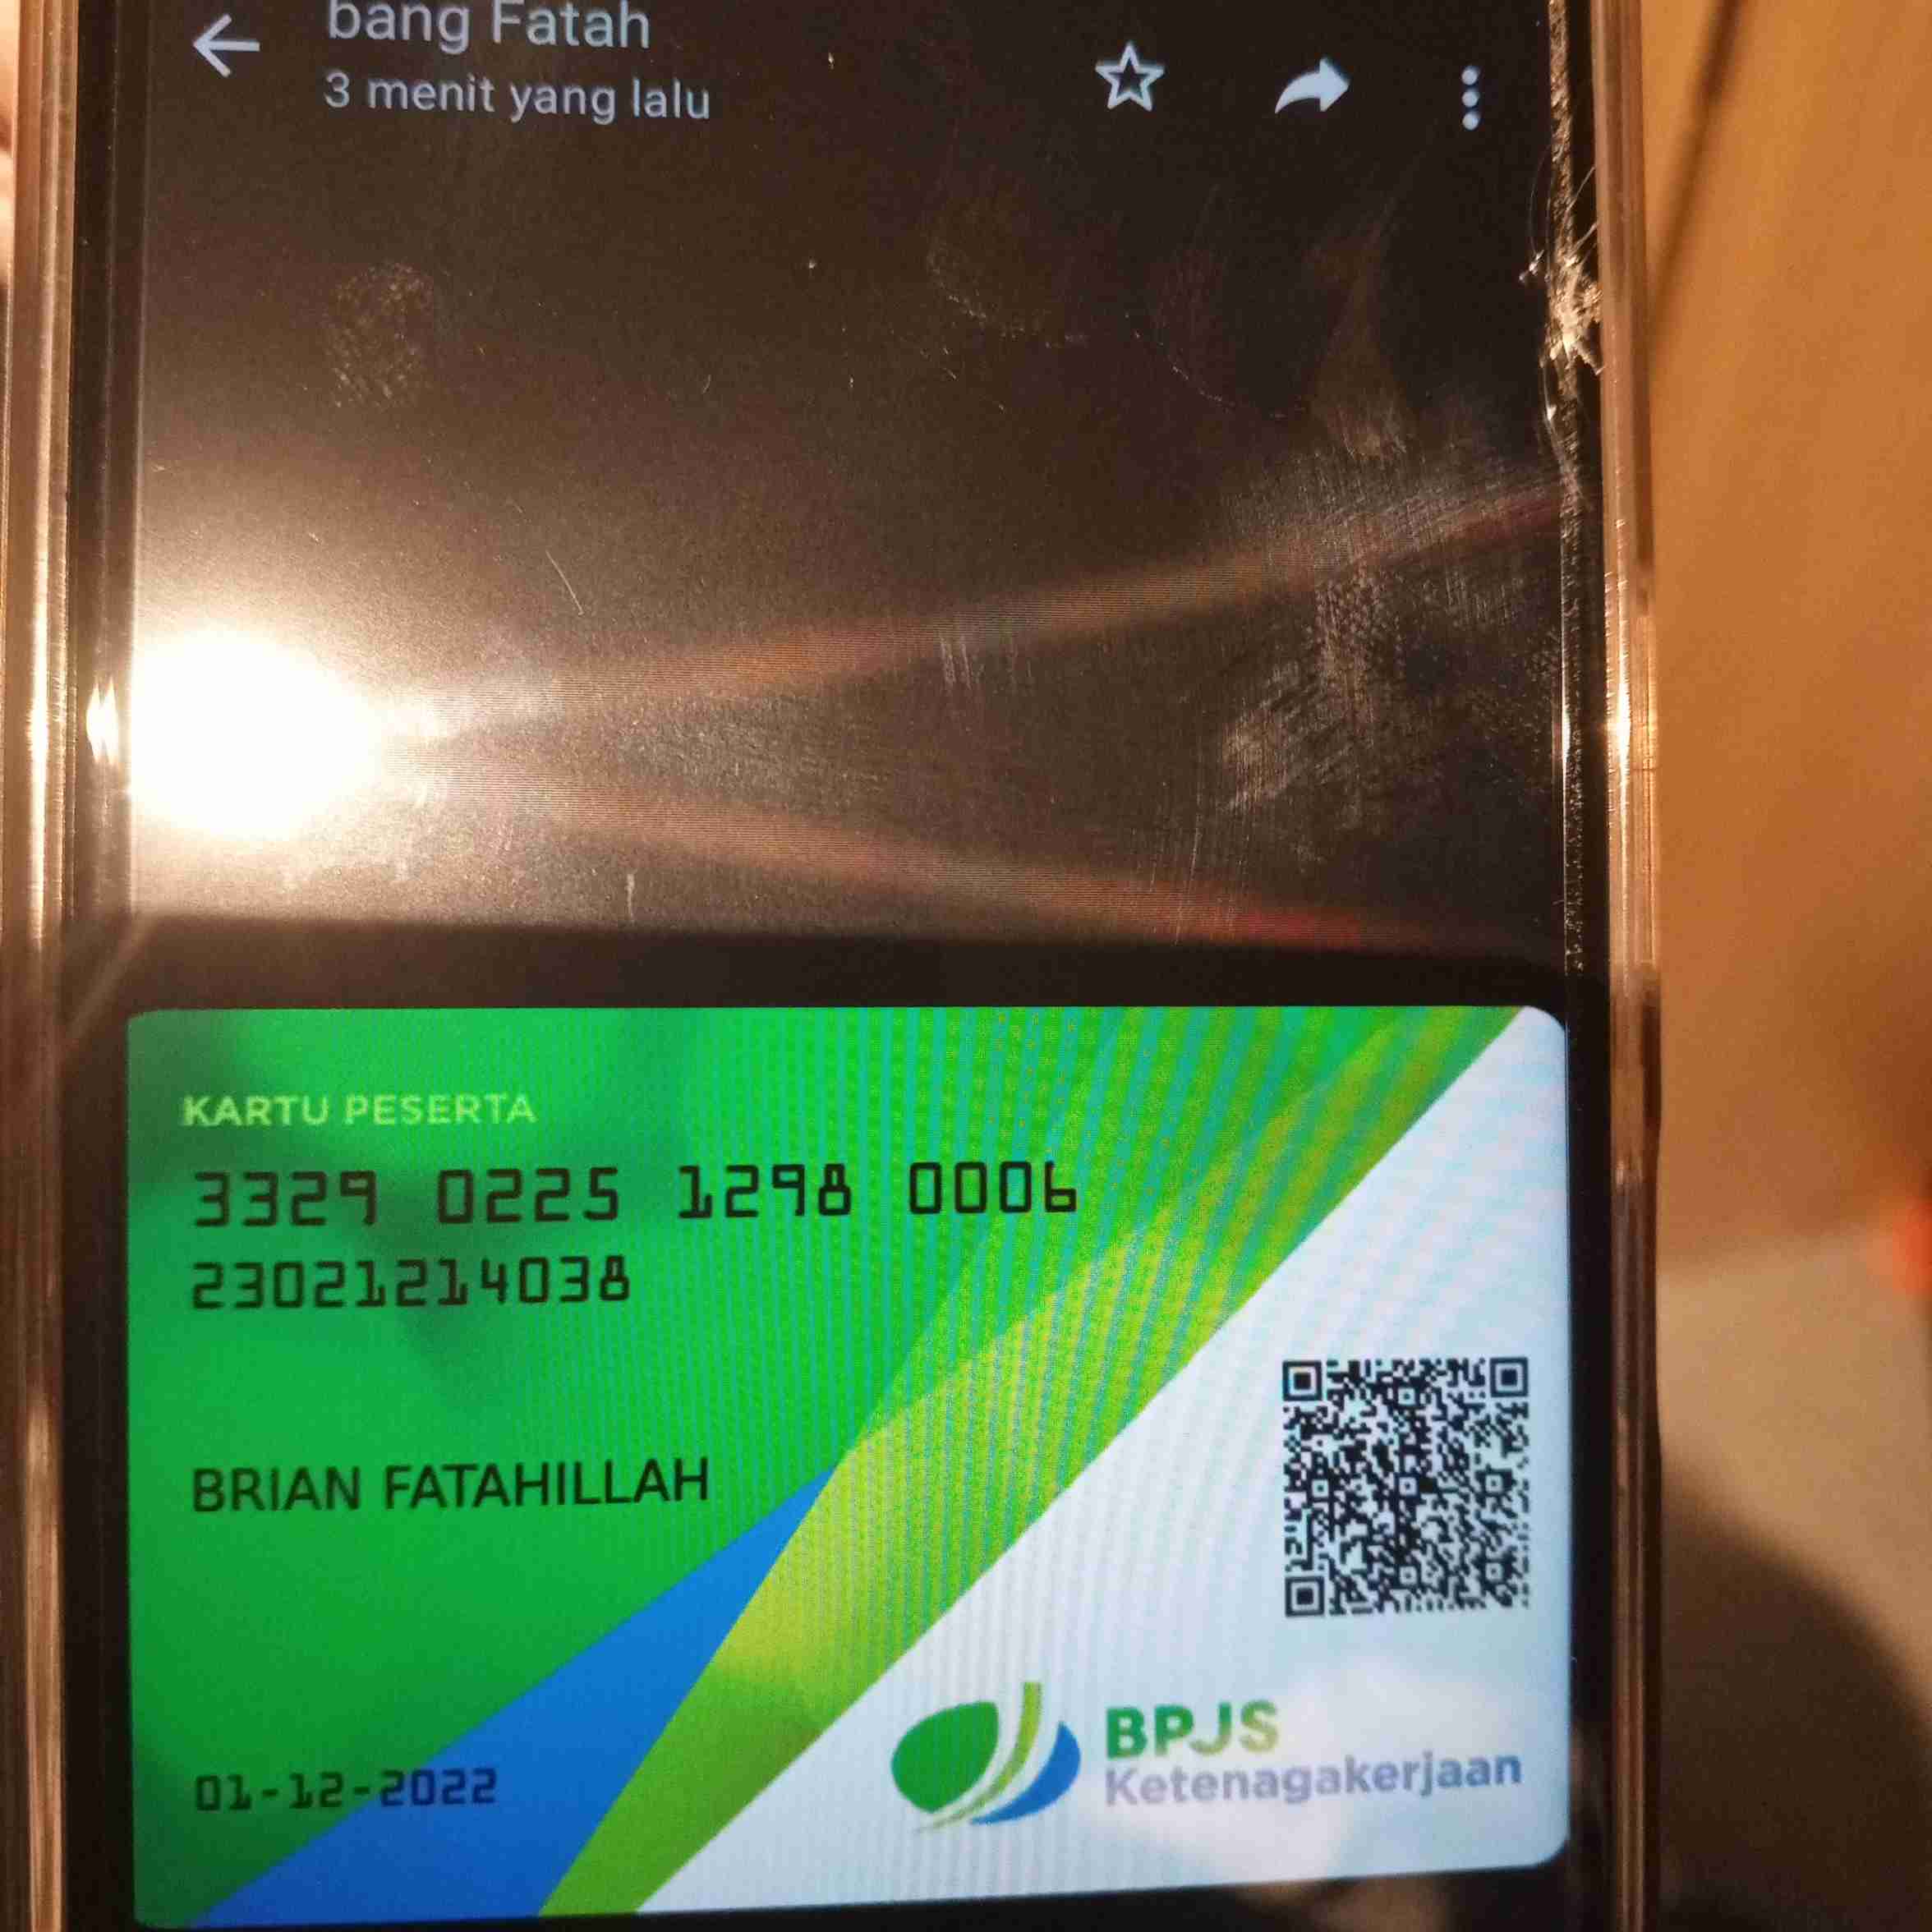 bang Fatah
3 menit yang lalu
KARTU PESERTA
3329 0225 1298 0006
23021214038
BRIAN FATAHILLAH
01-12-2022
BPJS
Ketenagakerjaan